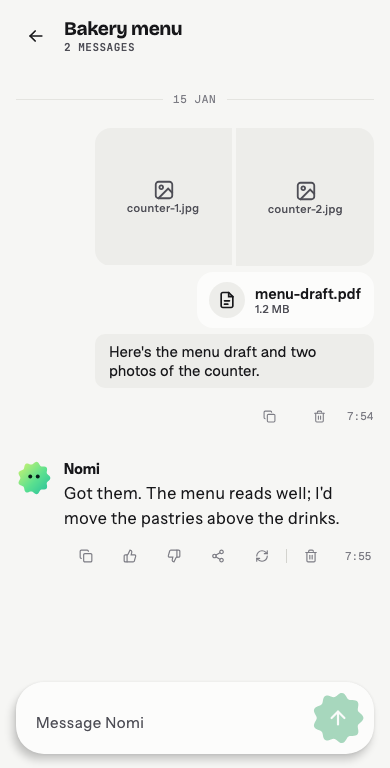 Bakery menu
2 MESSAGES
15 JAN
counter-1.jpg
counter-2.jpg
menu-draft.pdf
1.2 MB
Here's the menu draft and two
photos of the counter.
7:54
Nomi
Got them. The menu reads well; I'd
move the pastries above the drinks.
7:55
Message Nomi